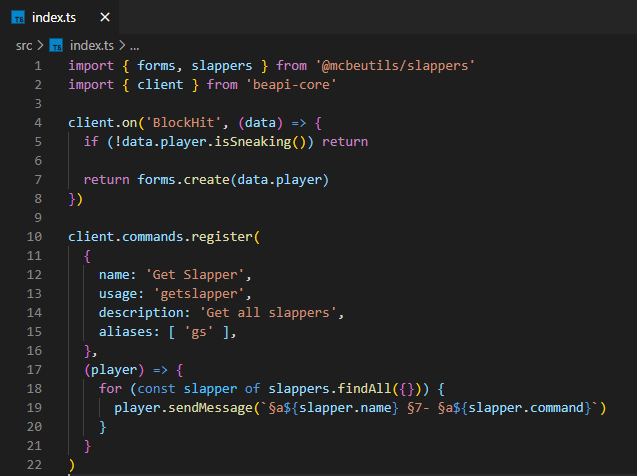 TS index.ts ×
src > TS index.ts > ...
1 import { forms, slappers } from '@mcbeutils/slappers'
2 import { client } from 'beapi-core'
3
4 client.on('BlockHit', (data) => {
5   if (!data.player.isSneaking()) return
6
7   return forms.create(data.player)
8 })
9
10 client.commands.register(
11   {
12     name: 'Get Slapper',
13     usage: 'getslapper',
14     description: 'Get all slappers',
15     aliases: [ 'gs' ],
16   },
17   (player) => {
18     for (const slapper of slappers.findAll({})) {
19       player.sendMessage(`§a${slapper.name} §7- §a${slapper.command}`)
20     }
21   }
22 )